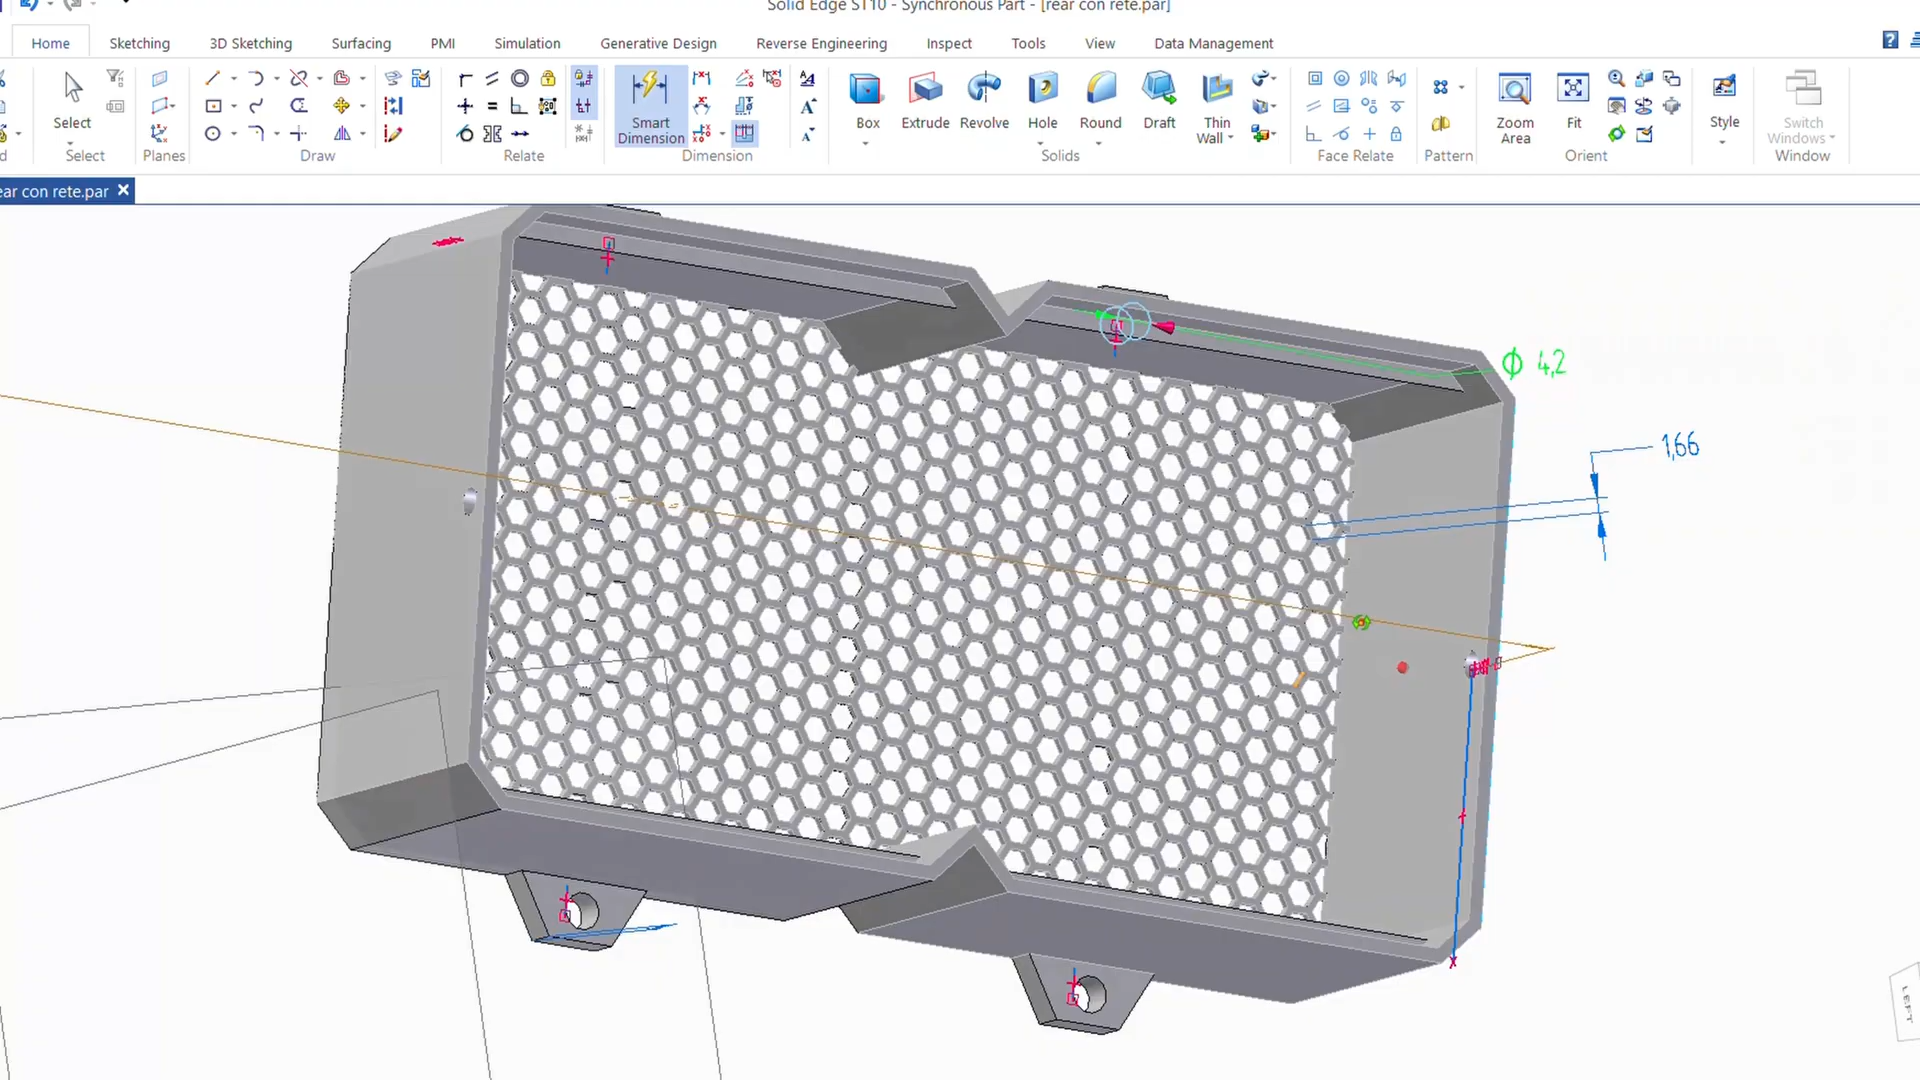 Solid Edge ST10 - Synchronous Part - [rear con rete.par]
Home Sketching 3D Sketching Surfacing PMI Simulation Generative Design Reverse Engineering Inspect Tools View Data Management
Select Smart Dimension Box Extrude Revolve Hole Round Draft Thin Wall Zoom Area Fit Style Switch Windows
d Select Planes Draw Relate Dimension Solids Face Relate Pattern Orient Window
ear con rete.par
Φ 4,2
1,66
LEFT